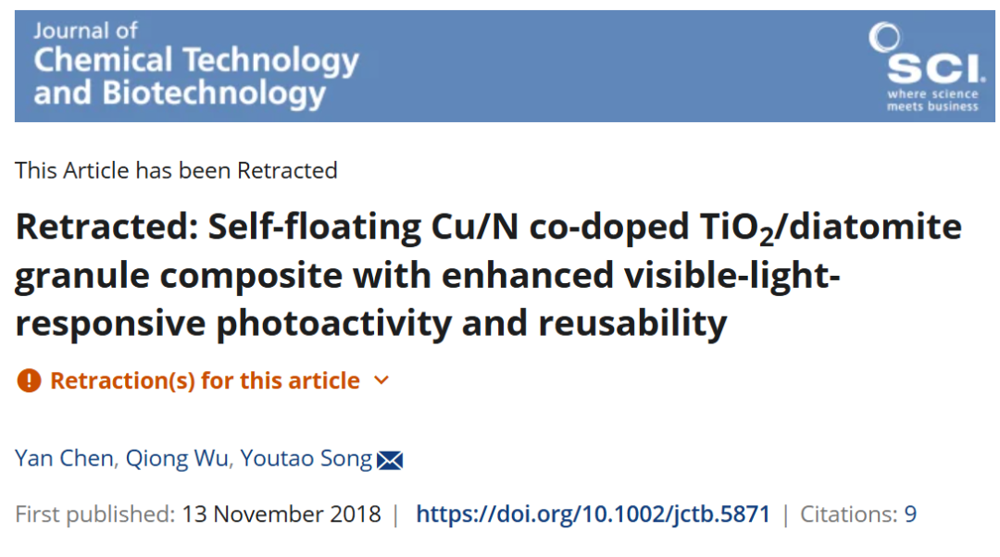 Journal of
Chemical Technology
and Biotechnology
SCI.
where science
meets business
This Article has been Retracted
Retracted: Self-floating Cu/N co-doped TiO₂/diatomite
granule composite with enhanced visible-light-
responsive photoactivity and reusability
Retraction(s) for this article
Yan Chen, Qiong Wu, Youtao Song
First published: 13 November 2018 | https://doi.org/10.1002/jctb.5871 | Citations: 9